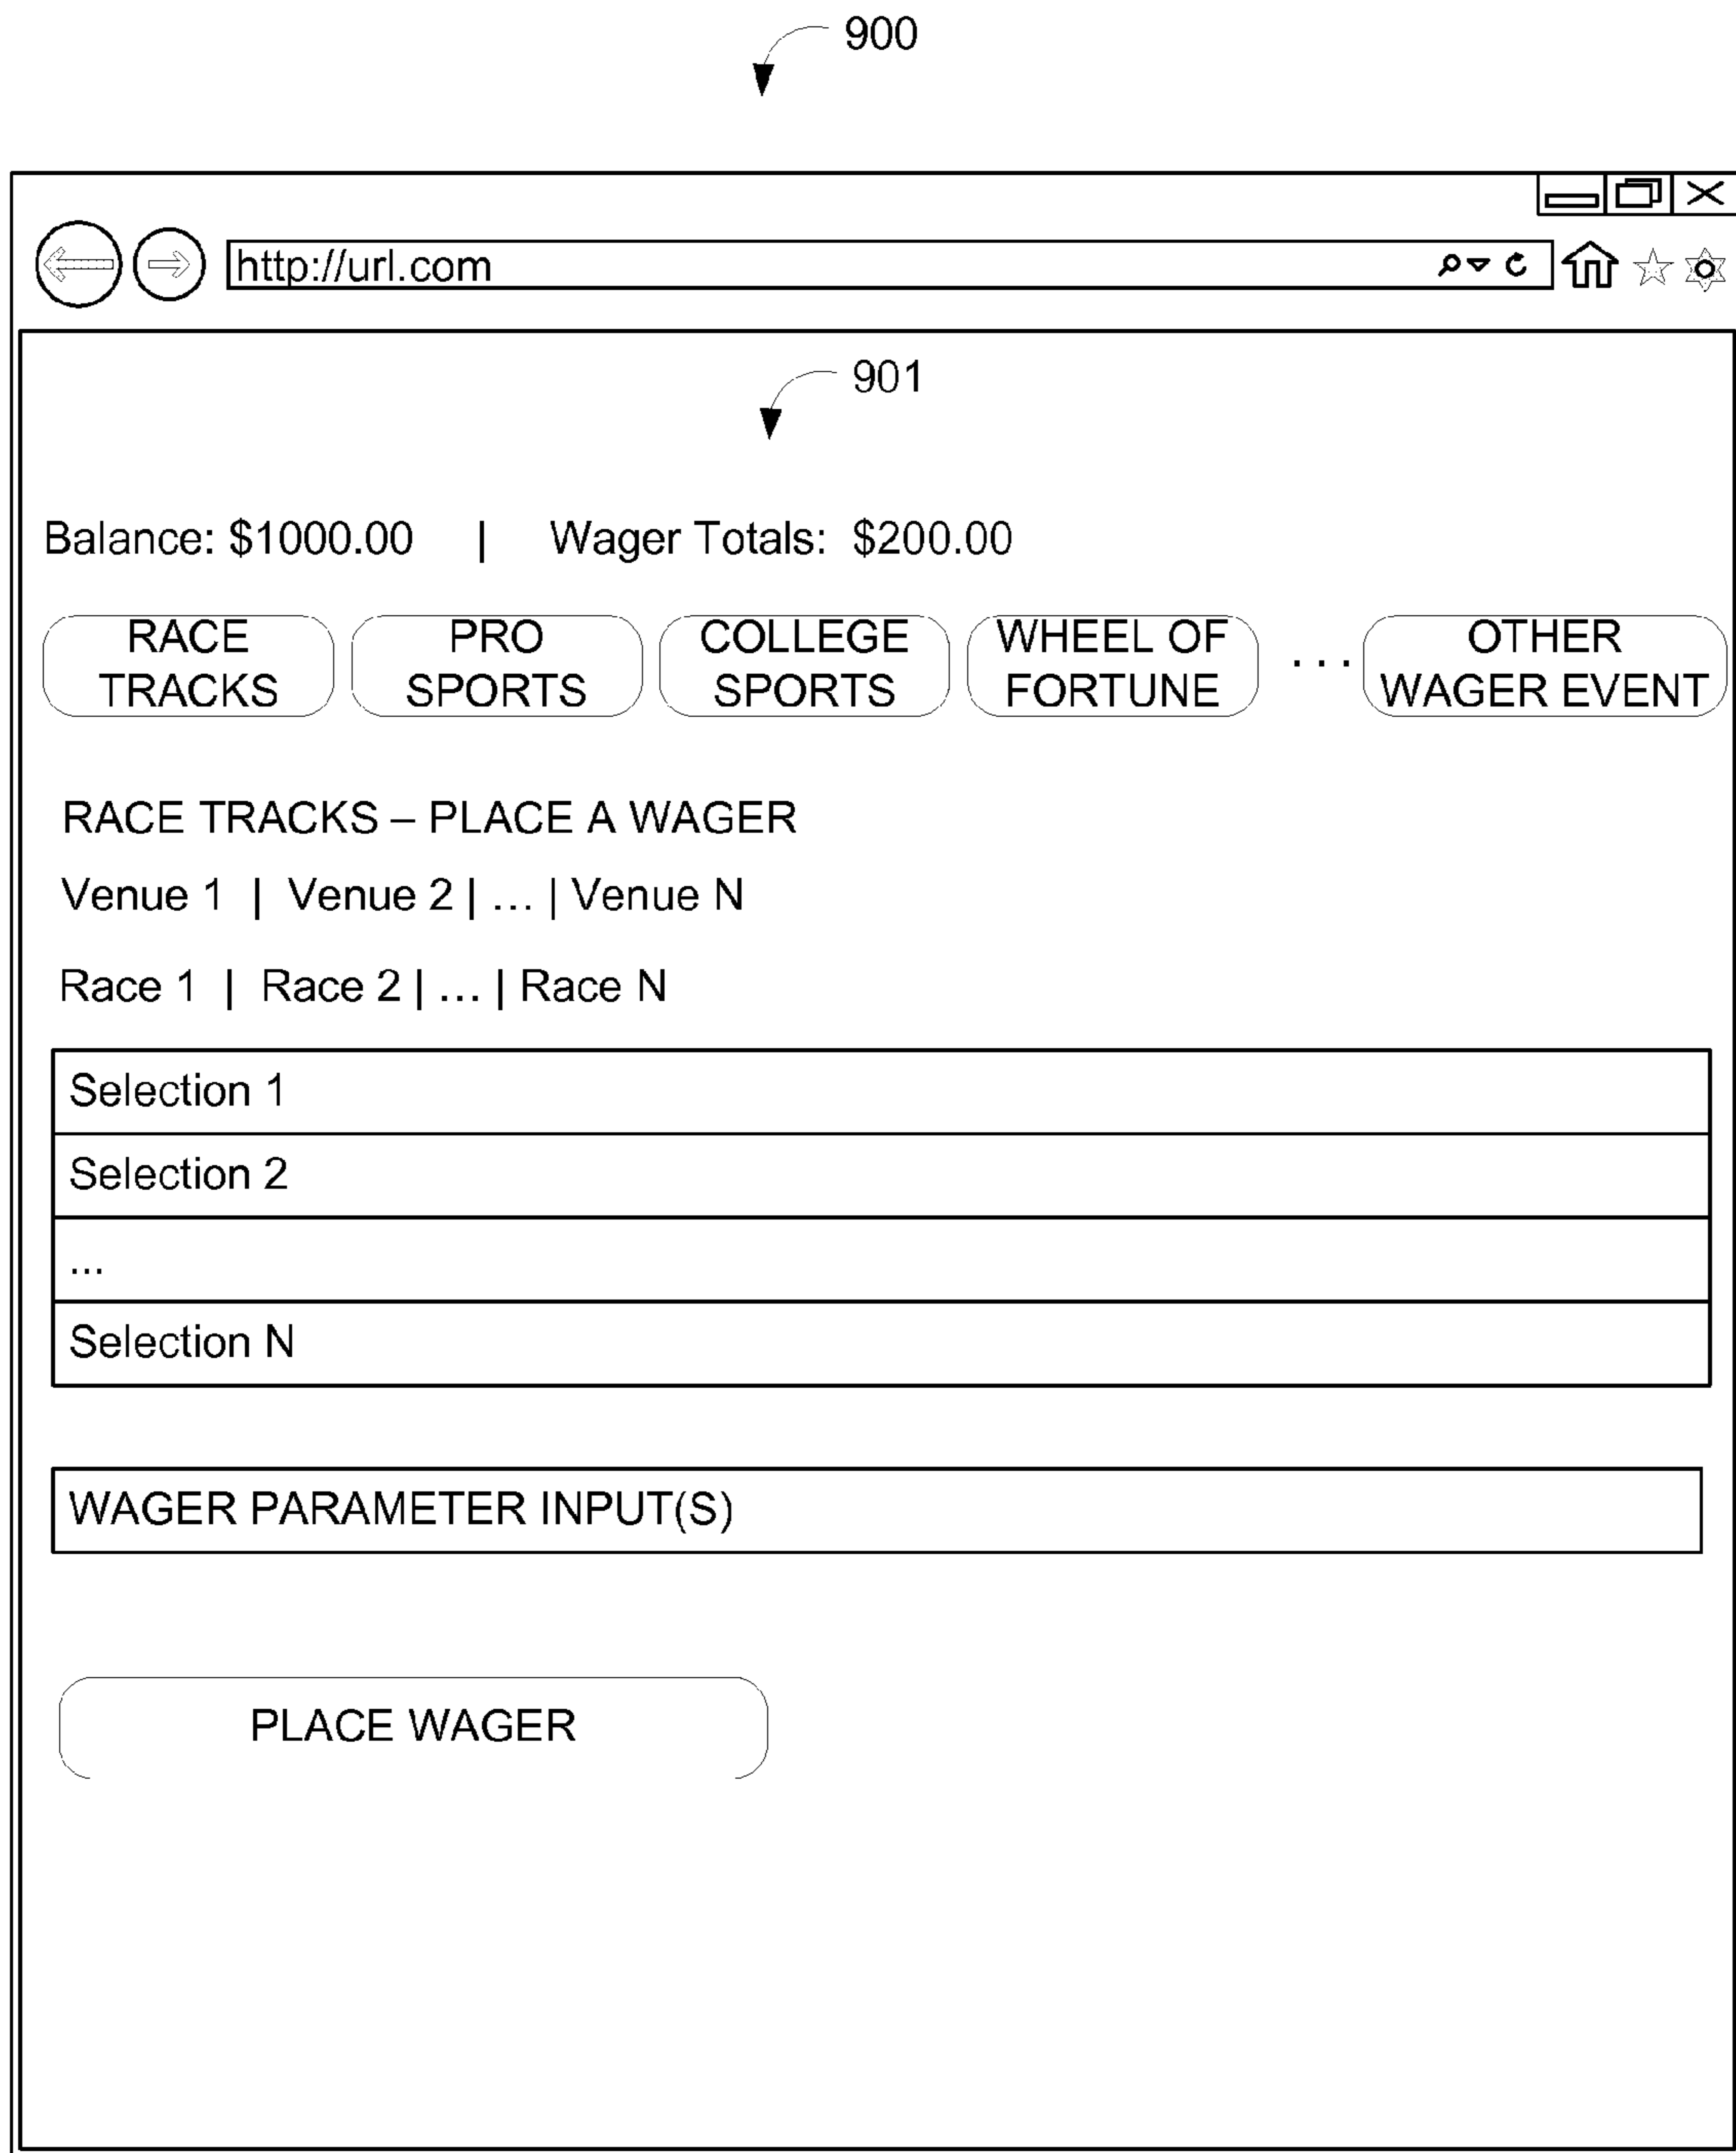 900
http://url.com
901
Balance: $1000.00 | Wager Totals: $200.00
RACE TRACKS
PRO SPORTS
COLLEGE SPORTS
WHEEL OF FORTUNE
...
OTHER WAGER EVENT
RACE TRACKS – PLACE A WAGER
Venue 1 | Venue 2 | ... | Venue N
Race 1 | Race 2 | ... | Race N
Selection 1
Selection 2
...
Selection N
WAGER PARAMETER INPUT(S)
PLACE WAGER